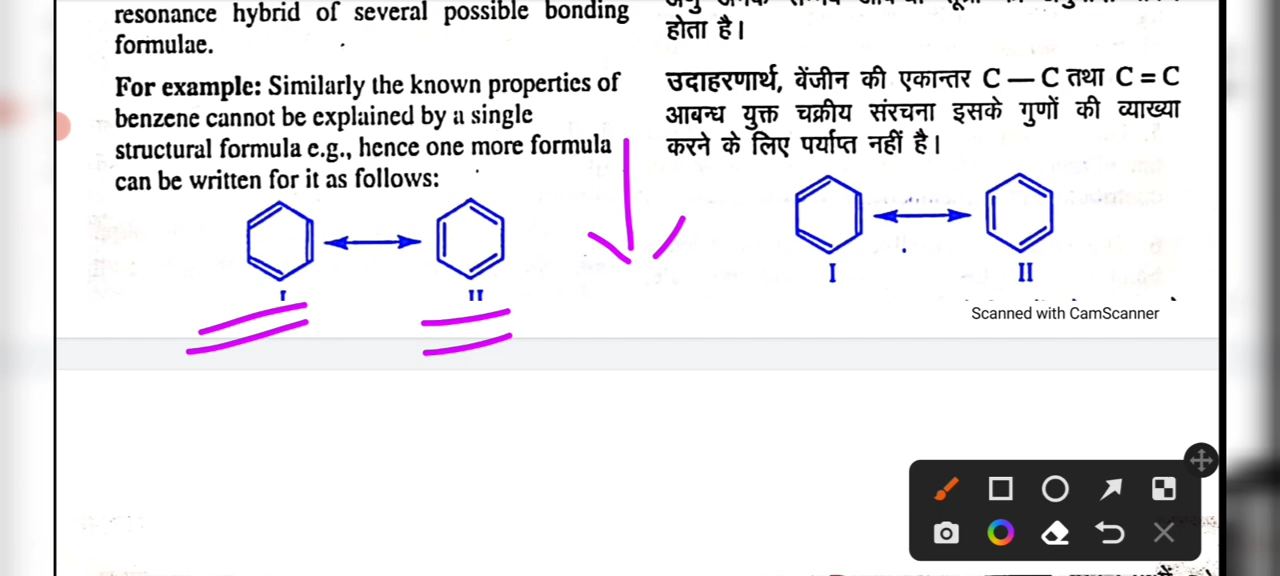 resonance hybrid of several possible bonding
formulae.
For example: Similarly the known properties of
benzene cannot be explained by a single
structural formula e.g., hence one more formula
can be written for it as follows:
I
II
होता है।
उदाहरणार्थ, बेंजीन की एकान्तर C — C तथा C = C
आबन्ध युक्त चक्रीय संरचना इसके गुणों की व्याख्या
करने के लिए पर्याप्त नहीं है।
I
II
Scanned with CamScanner